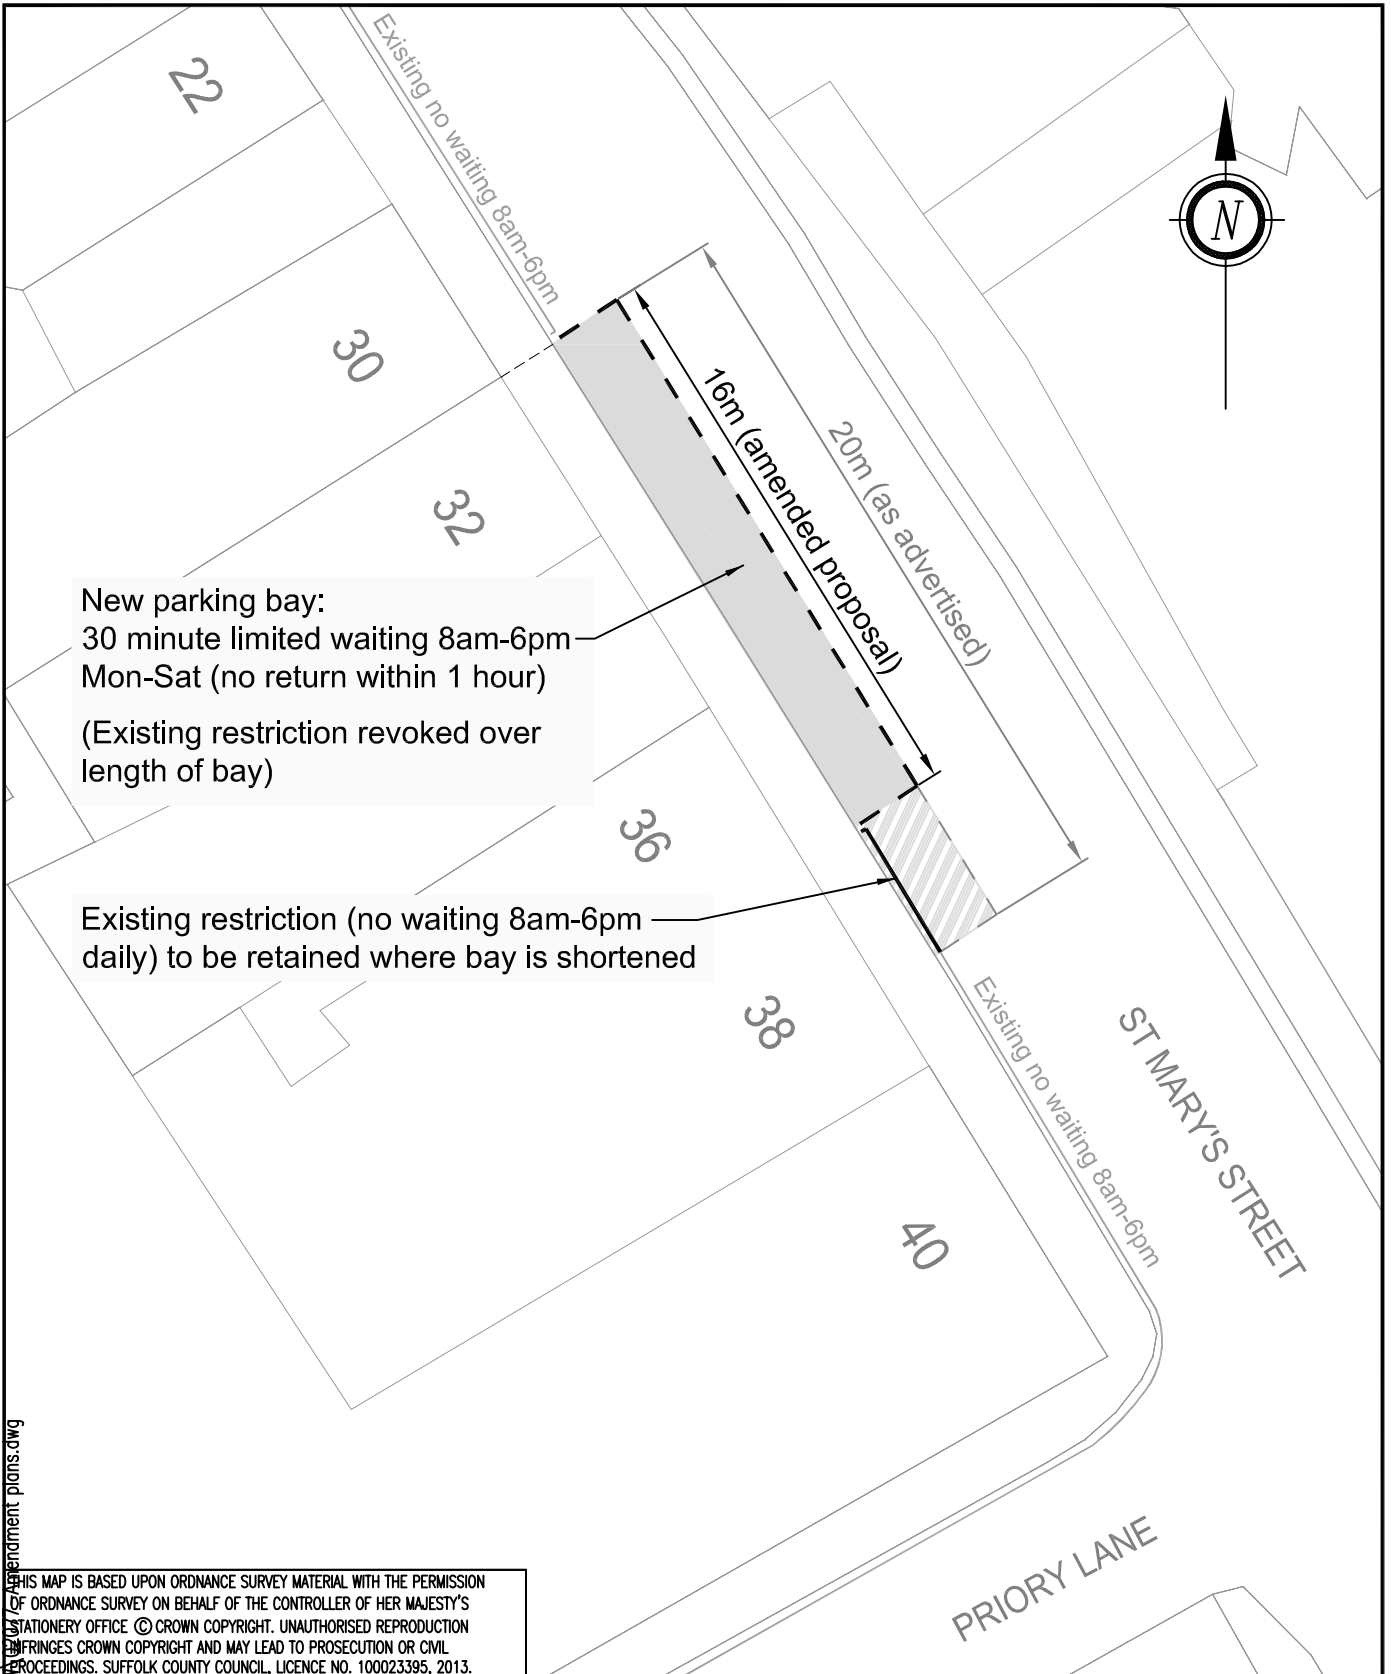 Existing no waiting 8am-6pm
22
N
30
16m (amended proposal)
20m (as advertised)
32
New parking bay:
30 minute limited waiting 8am-6pm
Mon-Sat (no return within 1 hour)
(Existing restriction revoked over
length of bay)
36
Existing restriction (no waiting 8am-6pm
daily) to be retained where bay is shortened
38
Existing no waiting 8am-6pm
ST MARY'S STREET
40
PRIORY LANE
Amendment plans.dwg
THIS MAP IS BASED UPON ORDNANCE SURVEY MATERIAL WITH THE PERMISSION
OF ORDNANCE SURVEY ON BEHALF OF THE CONTROLLER OF HER MAJESTY'S
STATIONERY OFFICE © CROWN COPYRIGHT. UNAUTHORISED REPRODUCTION
INFRINGES CROWN COPYRIGHT AND MAY LEAD TO PROSECUTION OR CIVIL
PROCEEDINGS. SUFFOLK COUNTY COUNCIL, LICENCE NO. 100023395, 2013.